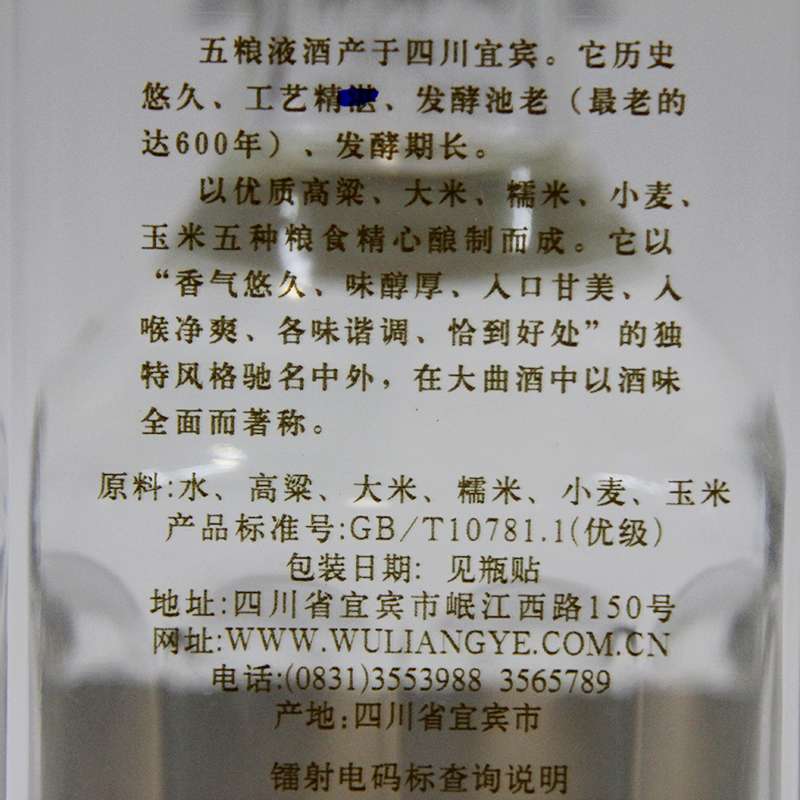 五粮液酒产于四川宜宾。它历史
悠久、工艺精湛、发酵池老（最老的
达600年）、发酵期长。
以优质高粱、大米、糯米、小麦、
玉米五种粮食精心酿制而成。它以
“香气悠久、味醇厚、入口甘美、入
喉净爽、各味谐调、恰到好处”的独
特风格驰名中外，在大曲酒中以酒味
全面而著称。
原料:水、高粱、大米、糯米、小麦、玉米
产品标准号:GB/T10781.1(优级)
包装日期: 见瓶贴
地址:四川省宜宾市岷江西路150号
网址:WWW.WULIANGYE.COM.CN
电话:(0831)3553988 3565789
产地:四川省宜宾市
镭射电码标查询说明